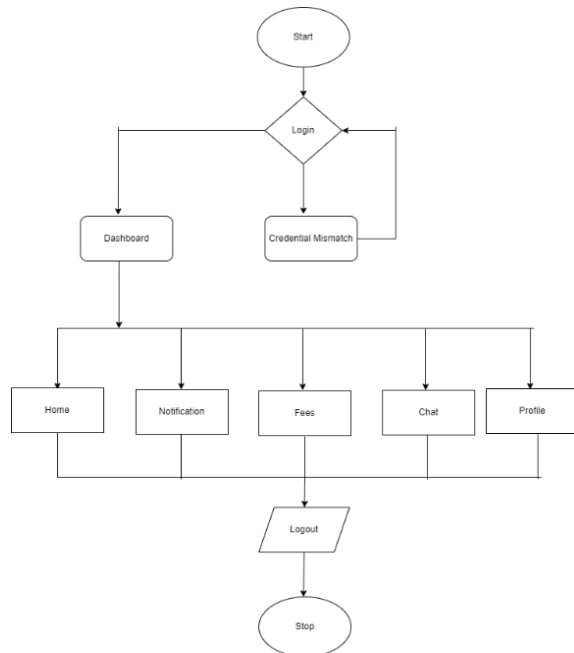 Start
Login
Dashboard
Credential Mismatch
Home
Notification
Fees
Chat
Profile
Logout
Stop